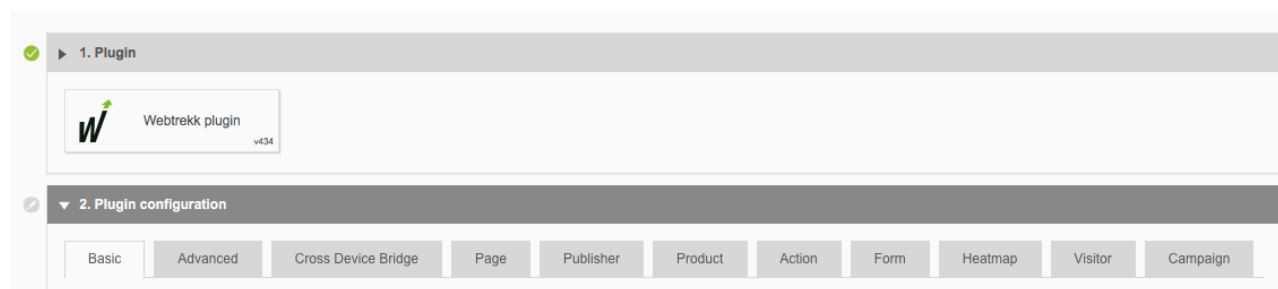 1. Plugin
Webtrekk plugin
v434
2. Plugin configuration
Basic Advanced Cross Device Bridge Page Publisher Product Action Form Heatmap Visitor Campaign